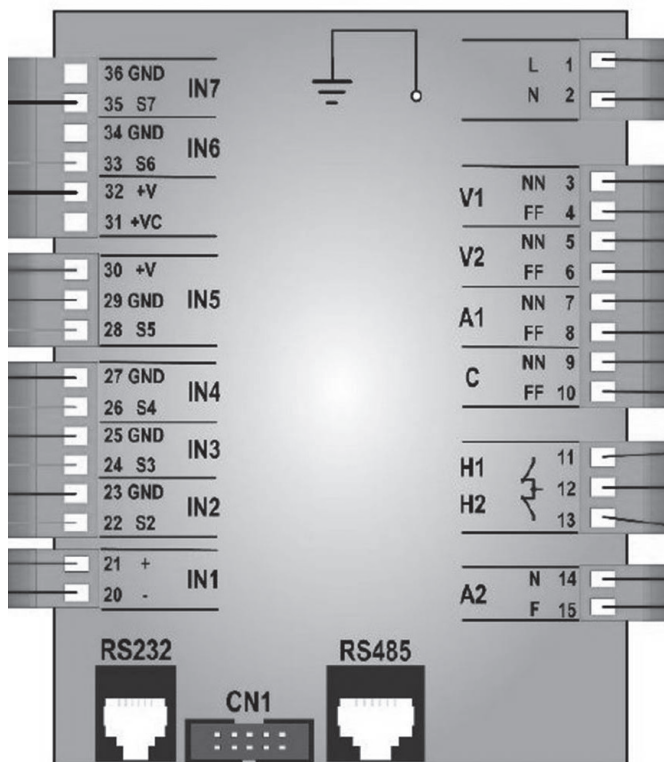 36 GND
35 S7
IN7
34 GND
33 S6
IN6
32 +V
31 +VC
30 +V
29 GND
28 S5
IN5
27 GND
26 S4
IN4
25 GND
24 S3
IN3
23 GND
22 S2
IN2
21 +
20 -
IN1
L 1
N 2
V1
NN 3
FF 4
V2
NN 5
FF 6
A1
NN 7
FF 8
C
NN 9
FF 10
H1
H2
11
12
13
A2
N 14
F 15
RS232
CN1
RS485